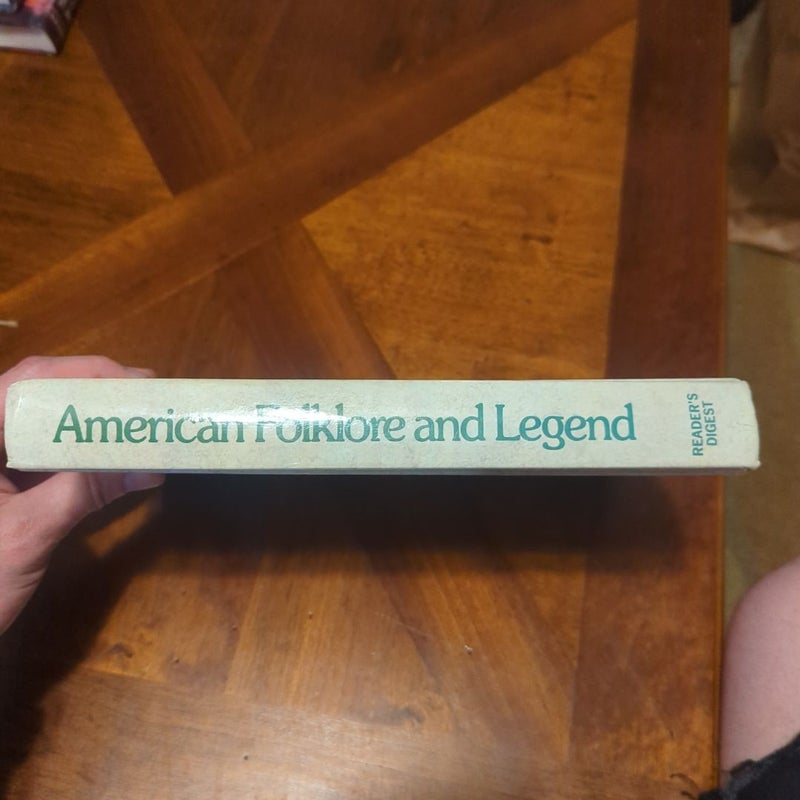 American Folklore and Legend
READER'S
DIGEST